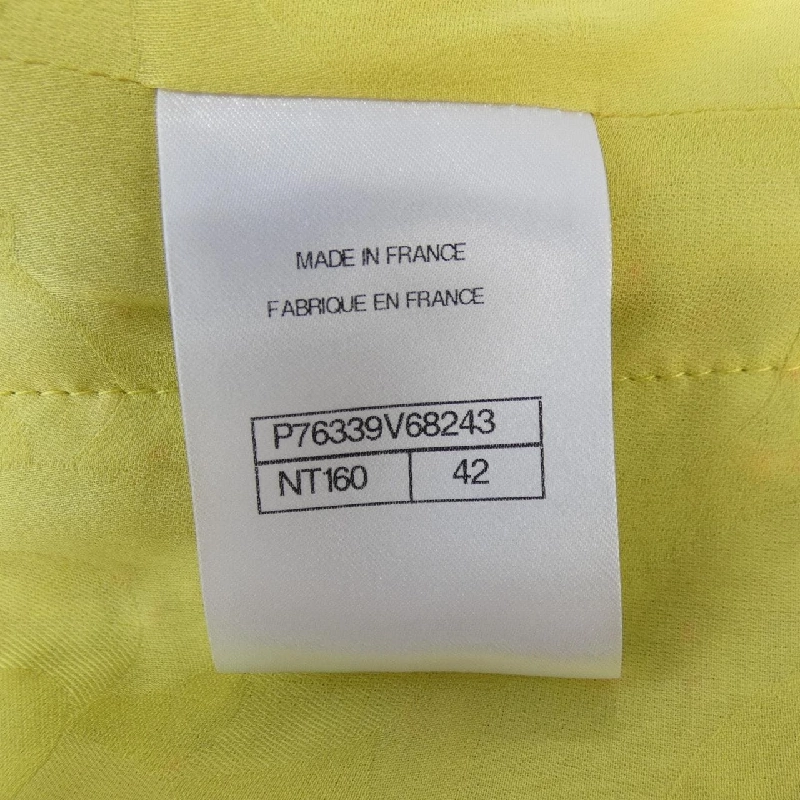 MADE IN FRANCE
FABRIQUE EN FRANCE
P76339V68243
NT160 42